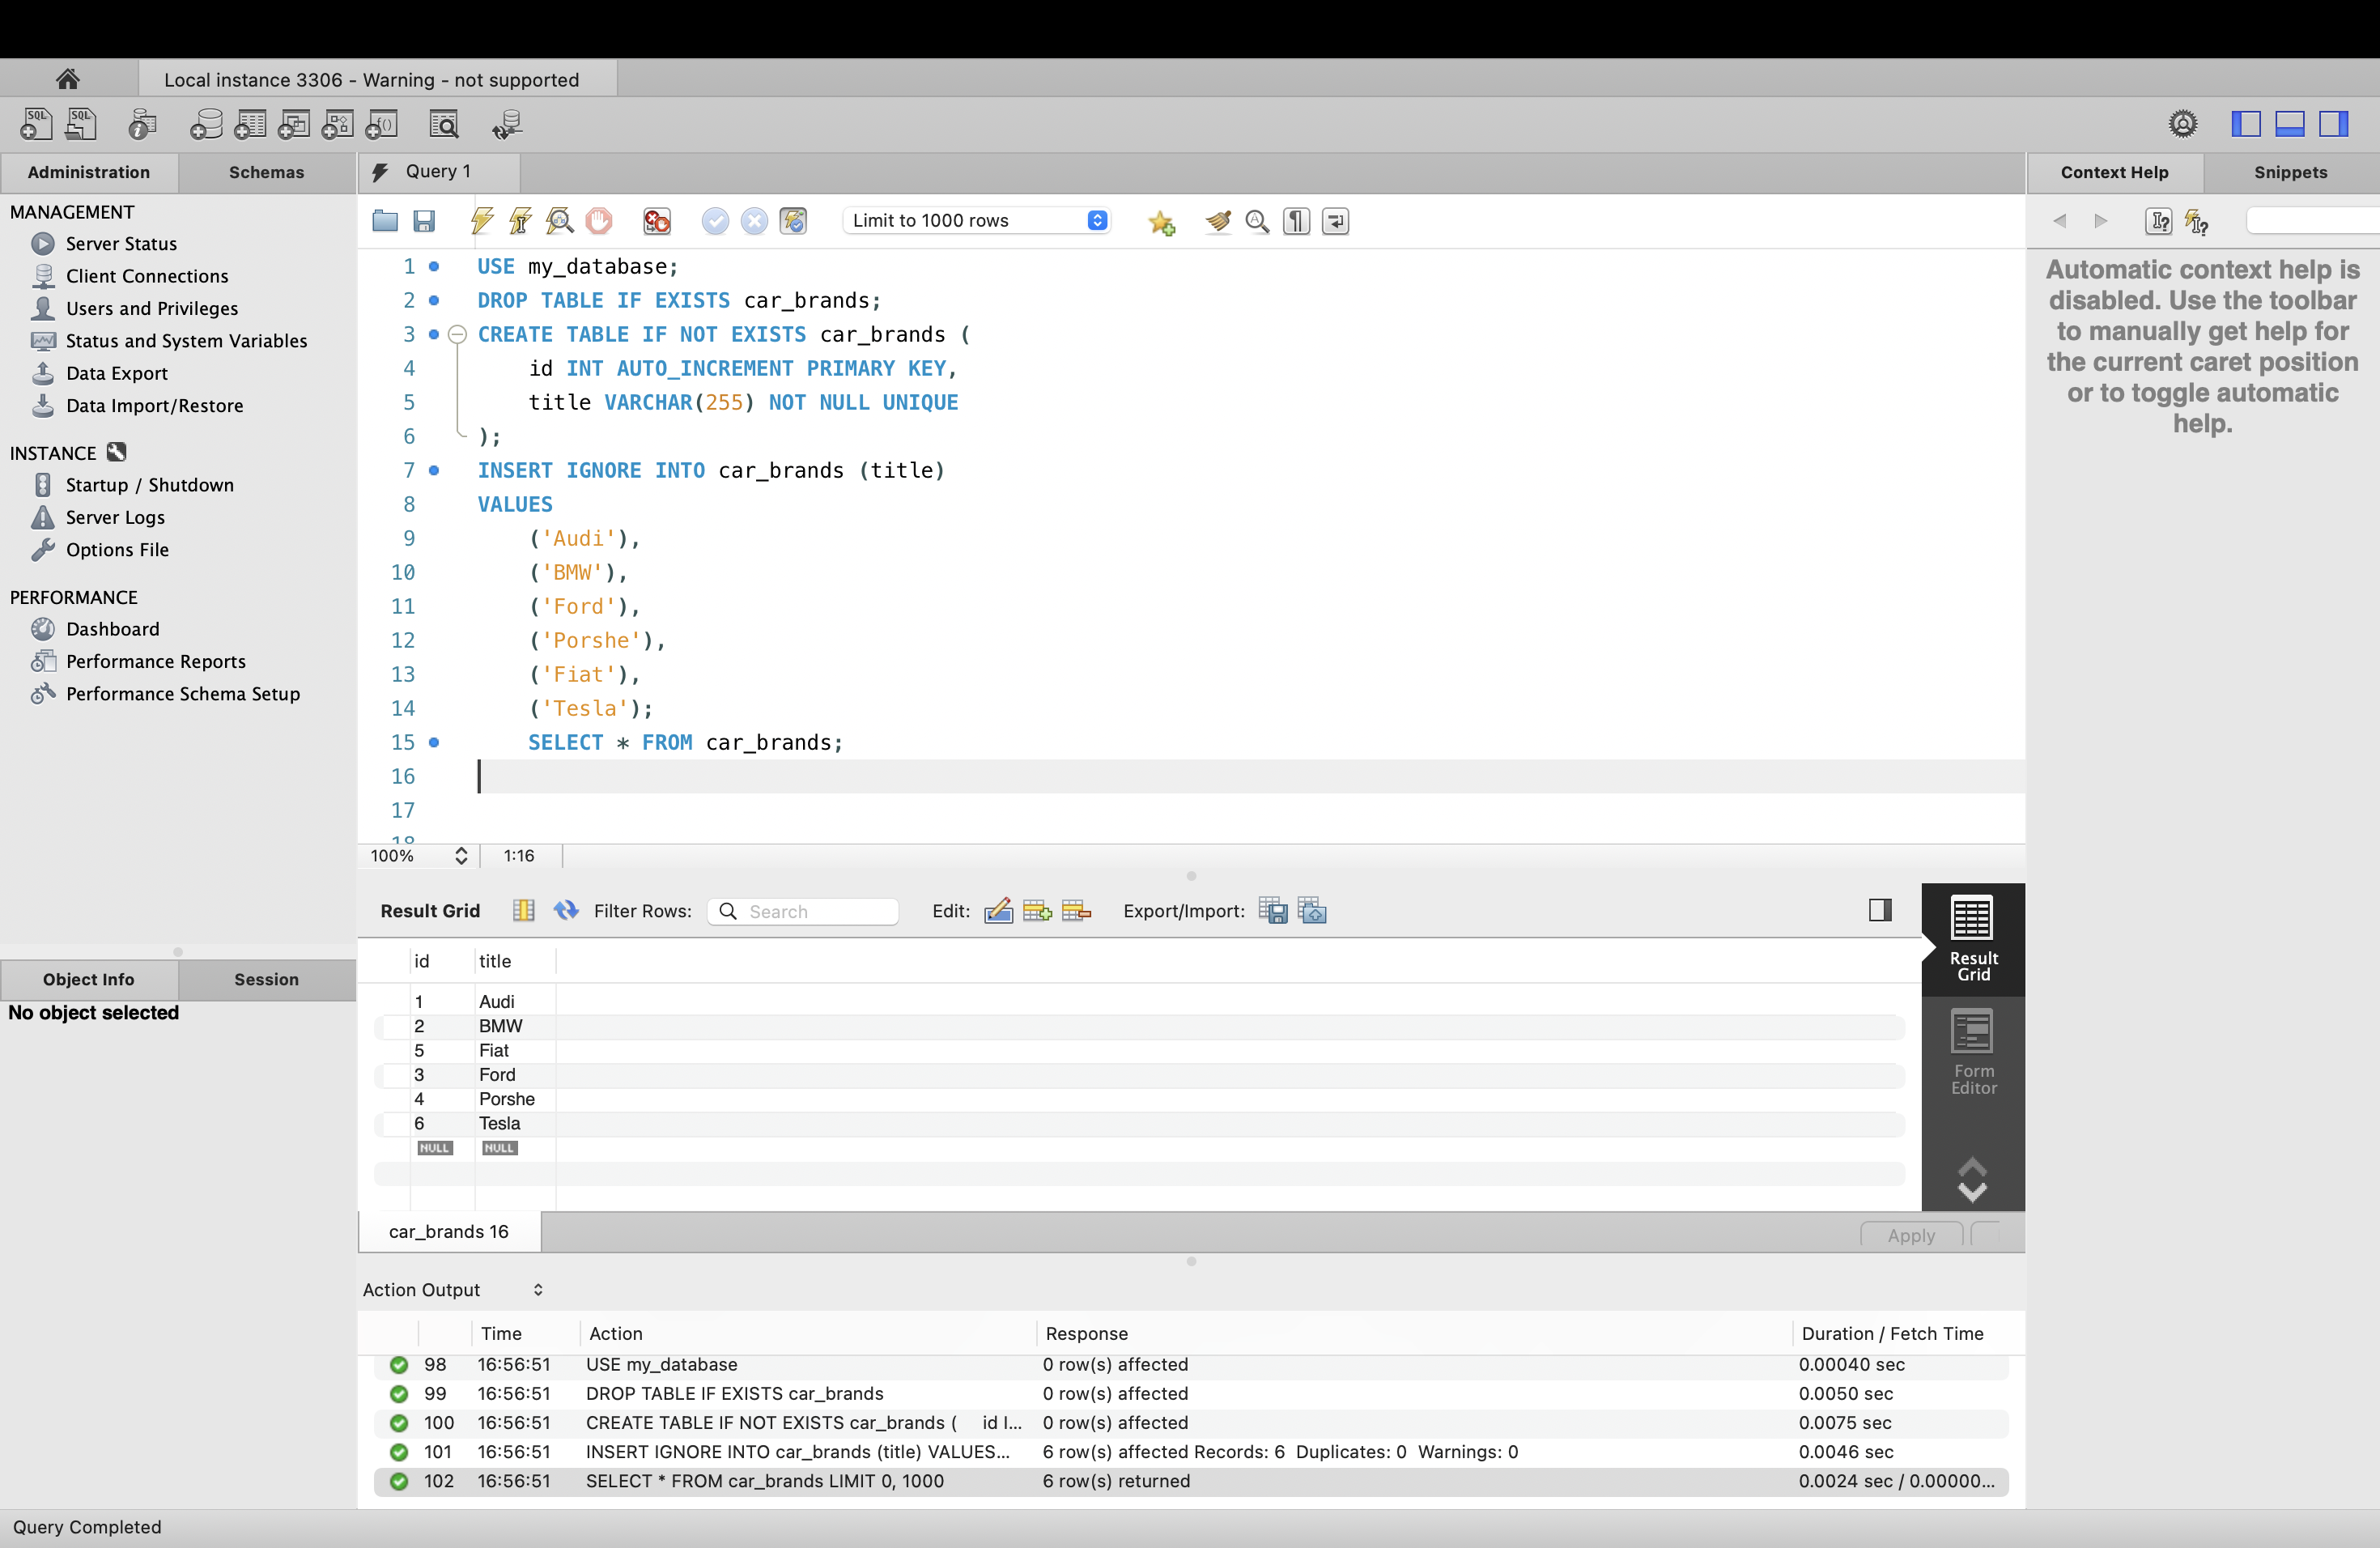 Local instance 3306 - Warning - not supported
Administration
Schemas
MANAGEMENT
Server Status
Client Connections
Users and Privileges
Status and System Variables
Data Export
Data Import/Restore
INSTANCE
Startup / Shutdown
Server Logs
Options File
PERFORMANCE
Dashboard
Performance Reports
Performance Schema Setup
Object Info
Session
No object selected
Query 1
Limit to 1000 rows
1 USE my_database;
2 DROP TABLE IF EXISTS car_brands;
3 CREATE TABLE IF NOT EXISTS car_brands (
4 id INT AUTO_INCREMENT PRIMARY KEY,
5 title VARCHAR(255) NOT NULL UNIQUE
6 );
7 INSERT IGNORE INTO car_brands (title)
8 VALUES
9 ('Audi'),
10 ('BMW'),
11 ('Ford'),
12 ('Porshe'),
13 ('Fiat'),
14 ('Tesla');
15 SELECT * FROM car_brands;
16
17
18
100%
1:16
Result Grid
Filter Rows:
Search
Edit:
Export/Import:
id title
1 Audi
2 BMW
5 Fiat
3 Ford
4 Porshe
6 Tesla
NULL NULL
Result
Grid
Form
Editor
car_brands 16
Apply
Action Output
Time Action Response Duration / Fetch Time
98 16:56:51 USE my_database 0 row(s) affected 0.00040 sec
99 16:56:51 DROP TABLE IF EXISTS car_brands 0 row(s) affected 0.0050 sec
100 16:56:51 CREATE TABLE IF NOT EXISTS car_brands ( id I... 0 row(s) affected 0.0075 sec
101 16:56:51 INSERT IGNORE INTO car_brands (title) VALUES... 6 row(s) affected Records: 6 Duplicates: 0 Warnings: 0 0.0046 sec
102 16:56:51 SELECT * FROM car_brands LIMIT 0, 1000 6 row(s) returned 0.0024 sec / 0.00000...
Context Help
Snippets
Automatic context help is
disabled. Use the toolbar
to manually get help for
the current caret position
or to toggle automatic
help.
Query Completed